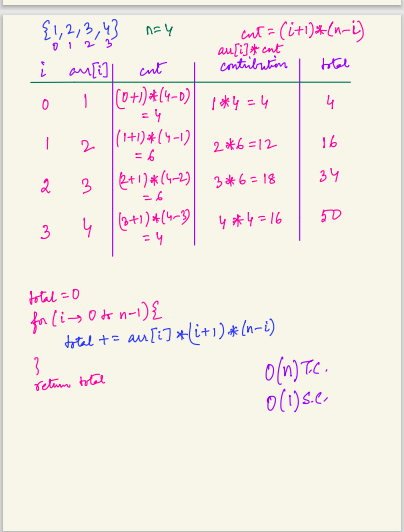 {1,2,3,4} n=4 cnt = (i+1)*(n-i)
0 1 2 3
i arr[i] cnt arr[i]*cnt contribution total
0 1 (0+1)*(4-0) = 4 1*4 = 4 4
1 2 (1+1)*(4-1) = 6 2*6=12 16
2 3 (2+1)*(4-2) = 6 3*6=18 34
3 4 (3+1)*(4-3) = 4 4*4=16 50
total =0
for (i→0 to n-1){
total += arr[i]*(i+1)*(n-i)
}
return total
O(n) T.C.
O(1) S.C.